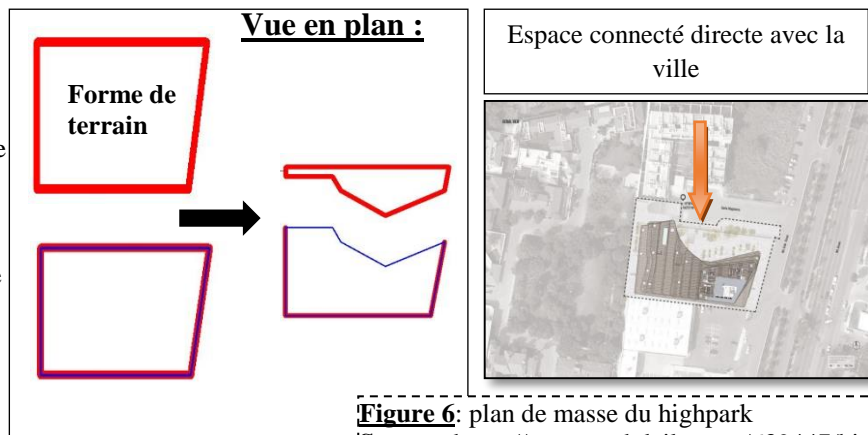 Vue en plan :
Forme de
terrain
Espace connecté directe avec la
ville
Figure 6: plan de masse du highpark